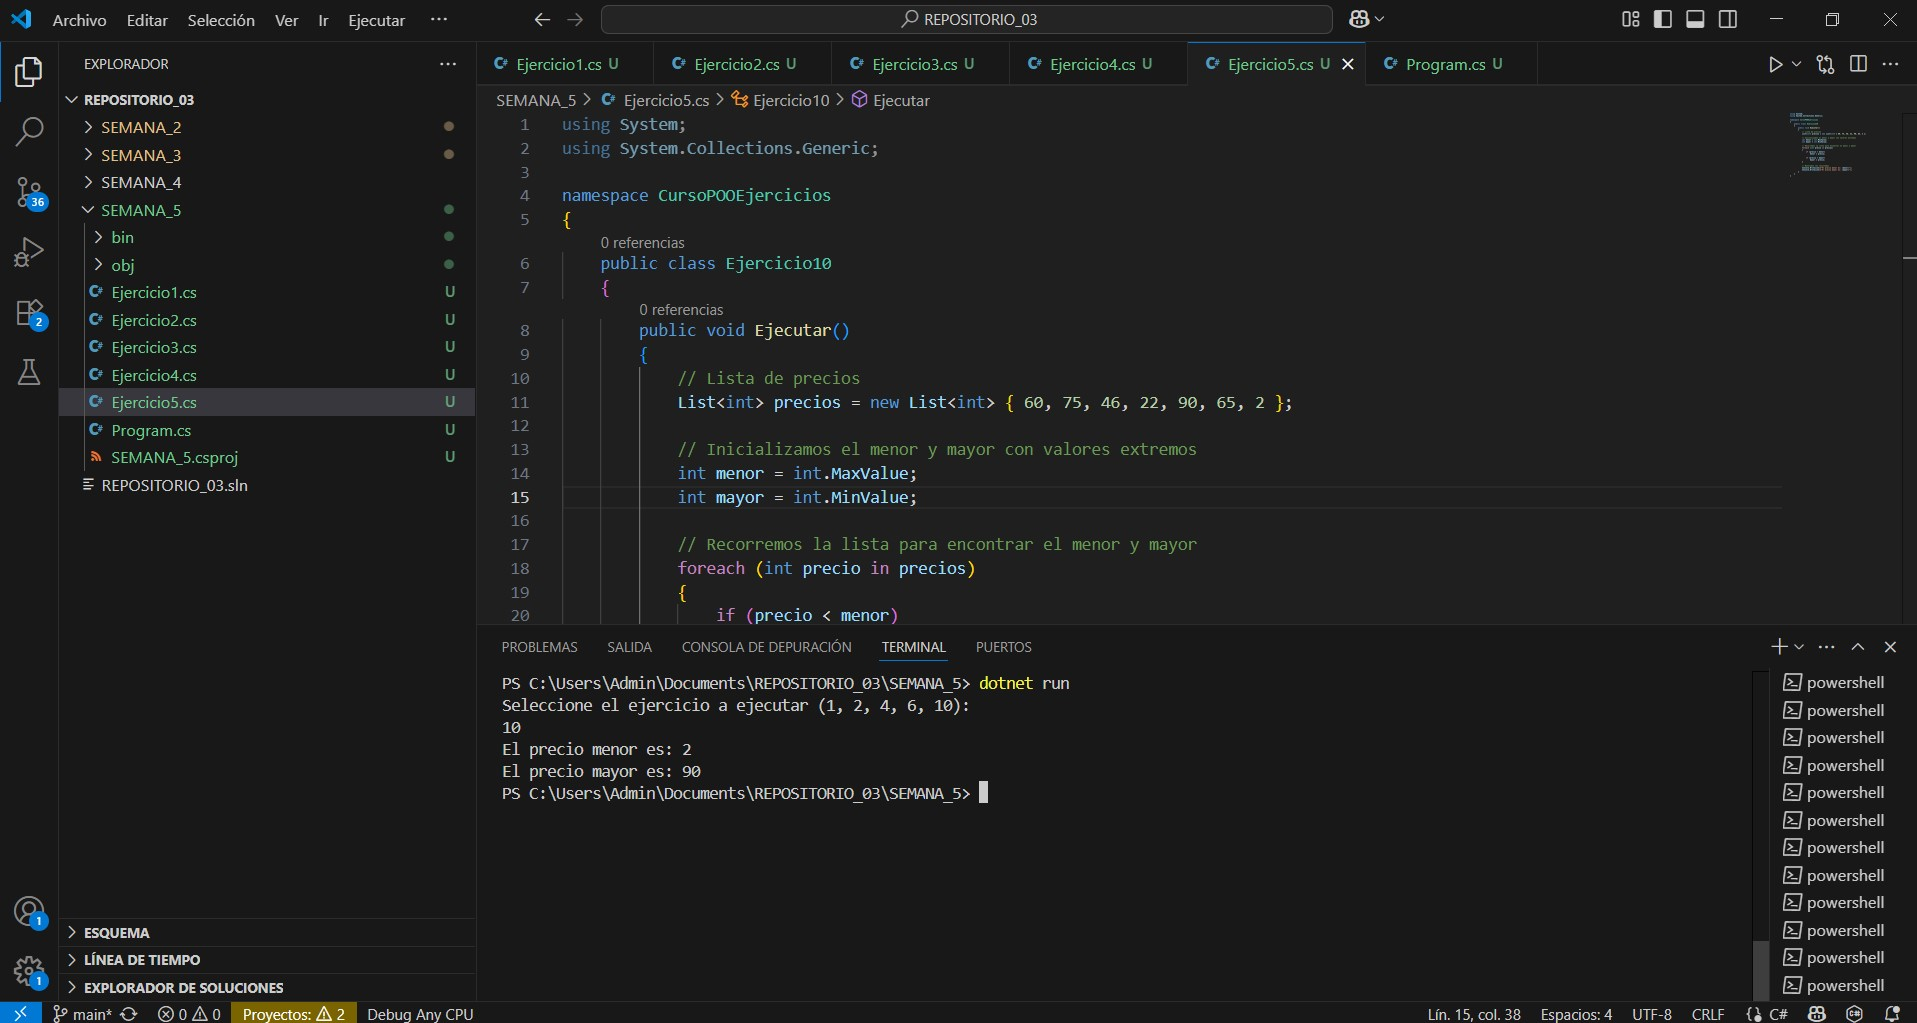 Archivo Editar Selección Ver Ir Ejecutar ···
REPOSITORIO_03
EXPLORADOR ···
REPOSITORIO_03
SEMANA_2
SEMANA_3
SEMANA_4
SEMANA_5
bin
obj
Ejercicio1.cs U
Ejercicio2.cs U
Ejercicio3.cs U
Ejercicio4.cs U
Ejercicio5.cs U
Program.cs U
SEMANA_5.csproj U
REPOSITORIO_03.sln
36
2
1
1
ESQUEMA
LÍNEA DE TIEMPO
EXPLORADOR DE SOLUCIONES
C# Ejercicio1.cs U C# Ejercicio2.cs U C# Ejercicio3.cs U C# Ejercicio4.cs U C# Ejercicio5.cs U C# Program.cs U
SEMANA_5 > C# Ejercicio5.cs > Ejercicio10 > Ejecutar
1 using System;
2 using System.Collections.Generic;
3
4 namespace CursoPOOEjercicios
5 {
0 referencias
6 public class Ejercicio10
7 {
0 referencias
8 public void Ejecutar()
9 {
10 // Lista de precios
11 List<int> precios = new List<int> { 60, 75, 46, 22, 90, 65, 2 };
12
13 // Inicializamos el menor y mayor con valores extremos
14 int menor = int.MaxValue;
15 int mayor = int.MinValue;
16
17 // Recorremos la lista para encontrar el menor y mayor
18 foreach (int precio in precios)
19 {
20 if (precio < menor)
PROBLEMAS SALIDA CONSOLA DE DEPURACIÓN TERMINAL PUERTOS
PS C:\Users\Admin\Documents\REPOSITORIO_03\SEMANA_5> dotnet run
Seleccione el ejercicio a ejecutar (1, 2, 4, 6, 10):
10
El precio menor es: 2
El precio mayor es: 90
PS C:\Users\Admin\Documents\REPOSITORIO_03\SEMANA_5>
powershell
powershell
powershell
powershell
powershell
powershell
powershell
powershell
powershell
powershell
powershell
powershell
main* 0 0 Proyectos: 2 Debug Any CPU Lín. 15, col. 38 Espacios: 4 UTF-8 CRLF C#